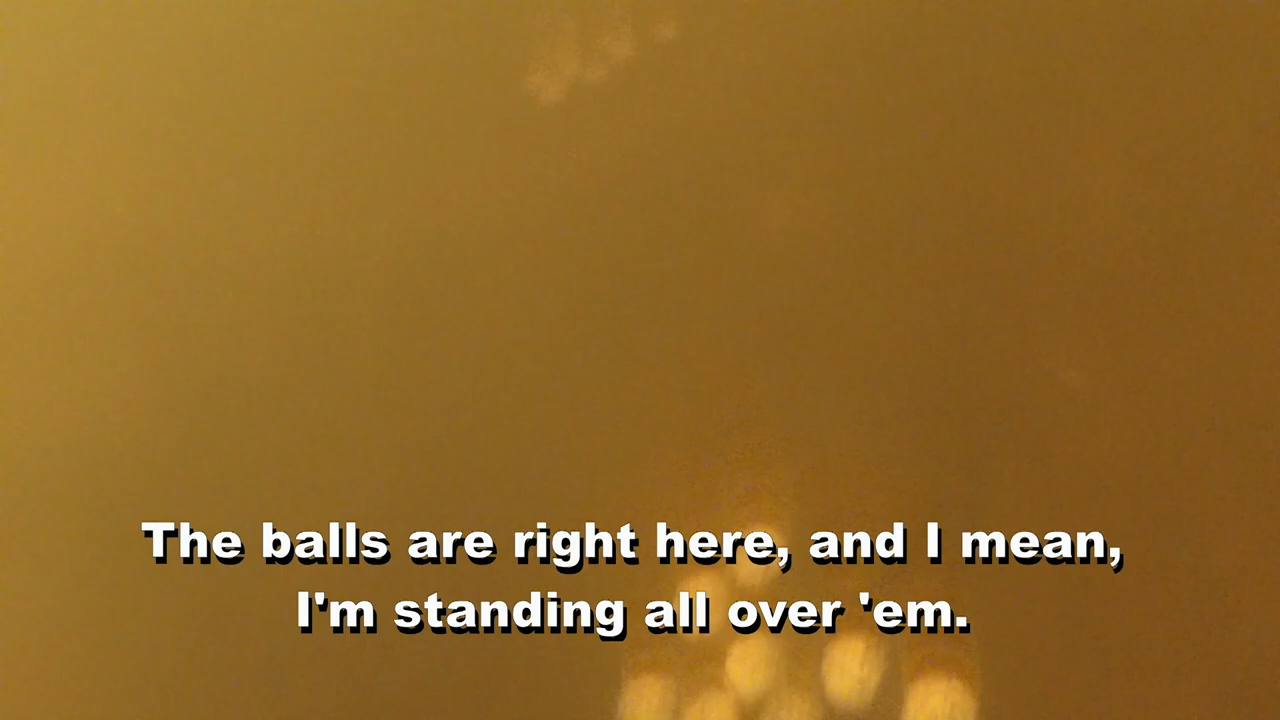 The balls are right here, and I mean,
I'm standing all over 'em.